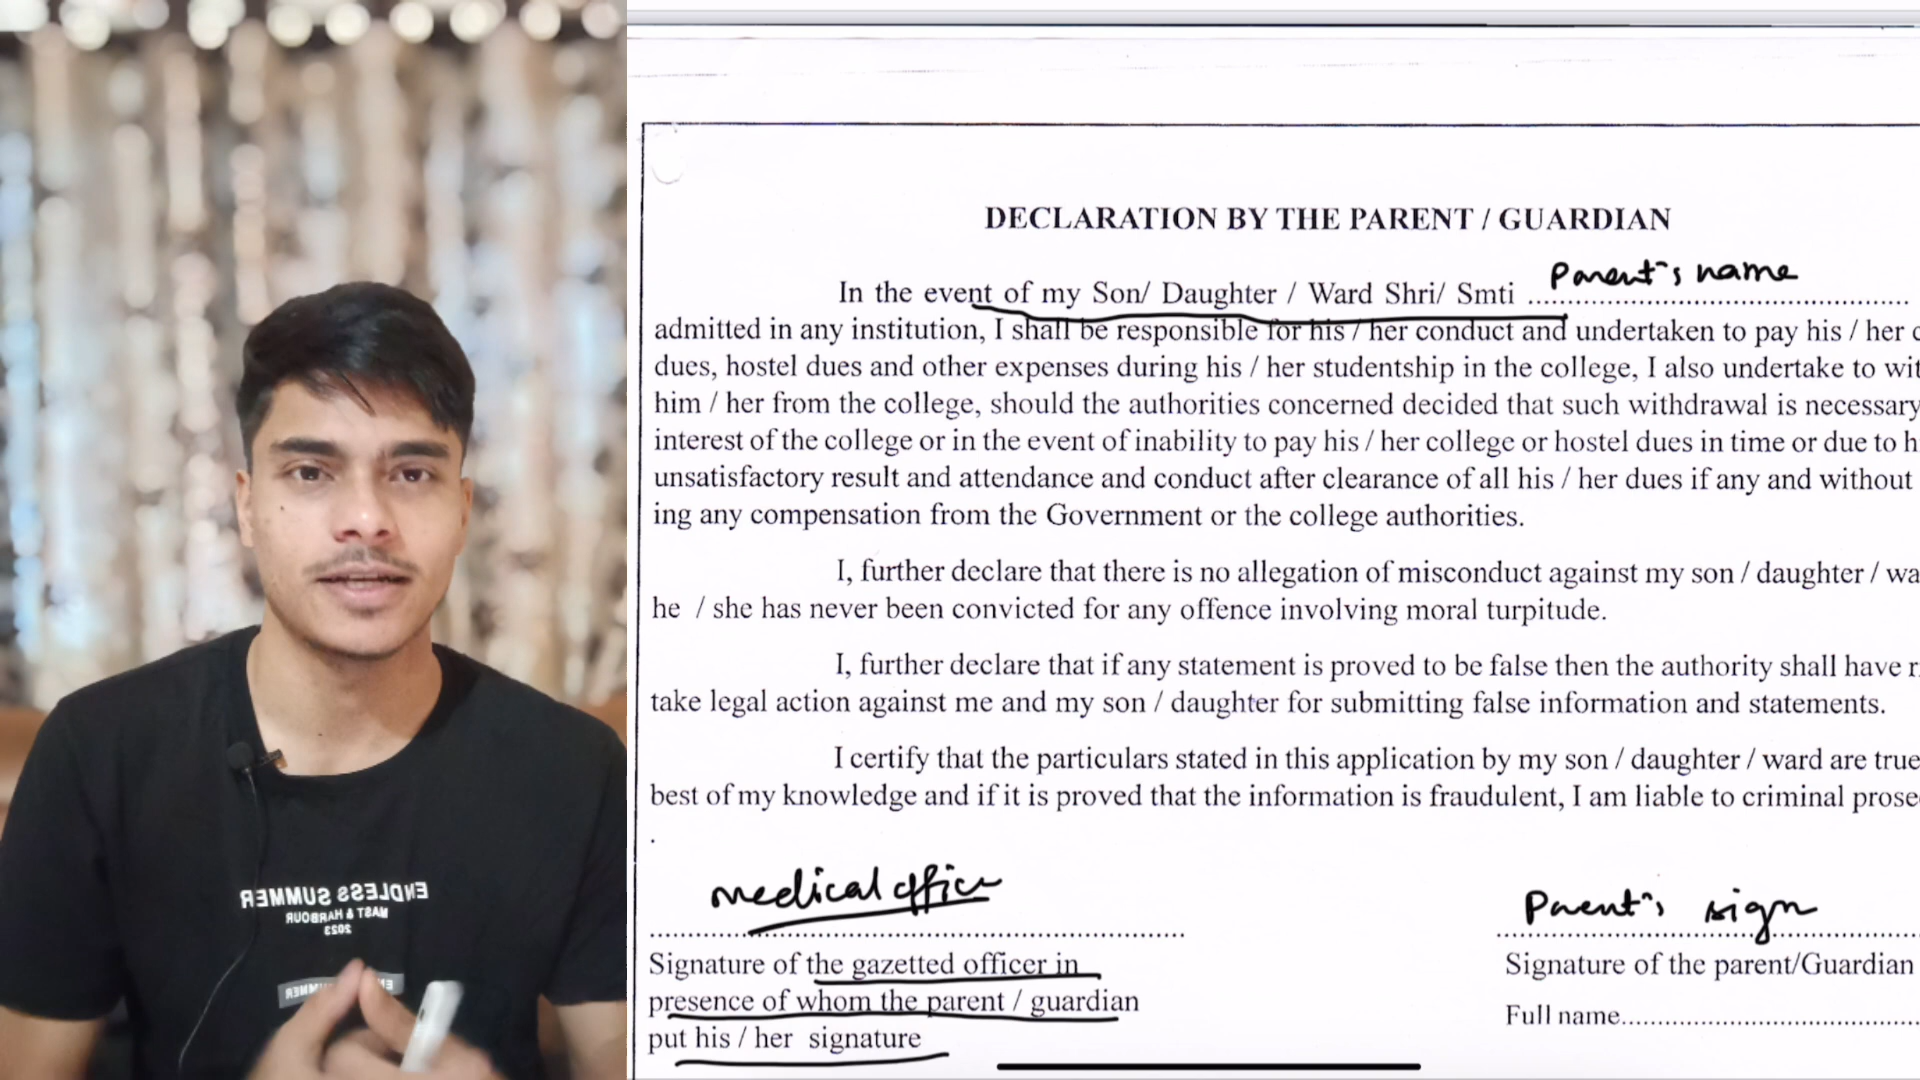 ENDLESS SUMMER
MAST & HARBOUR
2023
DECLARATION BY THE PARENT / GUARDIAN
Parent's name
In the event of my Son/ Daughter / Ward Shri/ Smti ................................................
admitted in any institution, I shall be responsible for his / her conduct and undertaken to pay his / her
dues, hostel dues and other expenses during his / her studentship in the college, I also undertake to
him / her from the college, should the authorities concerned decided that such withdrawal is necessary
interest of the college or in the event of inability to pay his / her college or hostel dues in time or due to
unsatisfactory result and attendance and conduct after clearance of all his / her dues if any and without
ing any compensation from the Government or the college authorities.
I, further declare that there is no allegation of misconduct against my son / daughter /
he / she has never been convicted for any offence involving moral turpitude.
I, further declare that if any statement is proved to be false then the authority shall have
take legal action against me and my son / daughter for submitting false information and statements.
I certify that the particulars stated in this application by my son / daughter / ward are true
best of my knowledge and if it is proved that the information is fraudulent, I am liable to criminal
.
medical officer
Parent's sign
Signature of the gazetted officer in
presence of whom the parent / guardian
put his / her signature
Signature of the parent/Guardian
Full name................................................